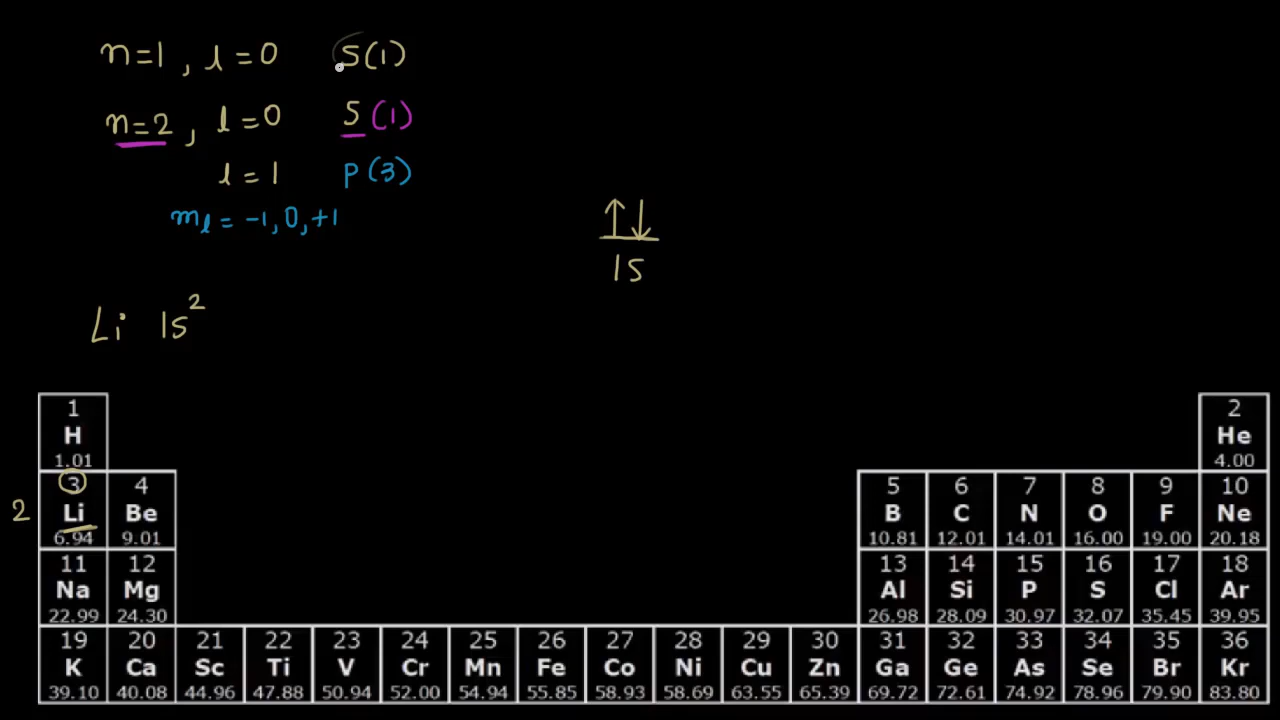 n=1, l=0 S(1)
n=2, l=0 S(1)
l=1 P(3)
ml = -1, 0, +1
↑↓
1S
Li 1s²
1 2
H He
1.01 4.00
2
3 4 5 6 7 8 9 10
Li Be B C N O F Ne
6.94 9.01 10.81 12.01 14.01 16.00 19.00 20.18
11 12 13 14 15 16 17 18
Na Mg Al Si P S Cl Ar
22.99 24.30 26.98 28.09 30.97 32.07 35.45 39.95
19 20 21 22 23 24 25 26 27 28 29 30 31 32 33 34 35 36
K Ca Sc Ti V Cr Mn Fe Co Ni Cu Zn Ga Ge As Se Br Kr
39.10 40.08 44.96 47.88 50.94 52.00 54.94 55.85 58.93 58.69 63.55 65.39 69.72 72.61 74.92 78.96 79.90 83.80